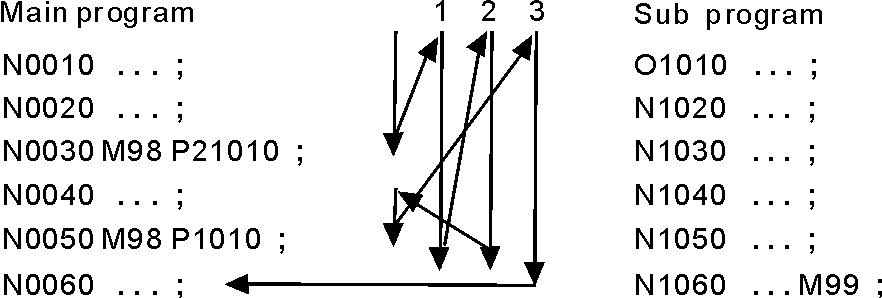 Main program 1 2 3 Sub program
N0010 ... ; O1010 ... ;
N0020 ... ; N1020 ... ;
N0030 M98 P21010 ; N1030 ... ;
N0040 ... ; N1040 ... ;
N0050 M98 P1010 ; N1050 ... ;
N0060 ... ; N1060 ...M99 ;